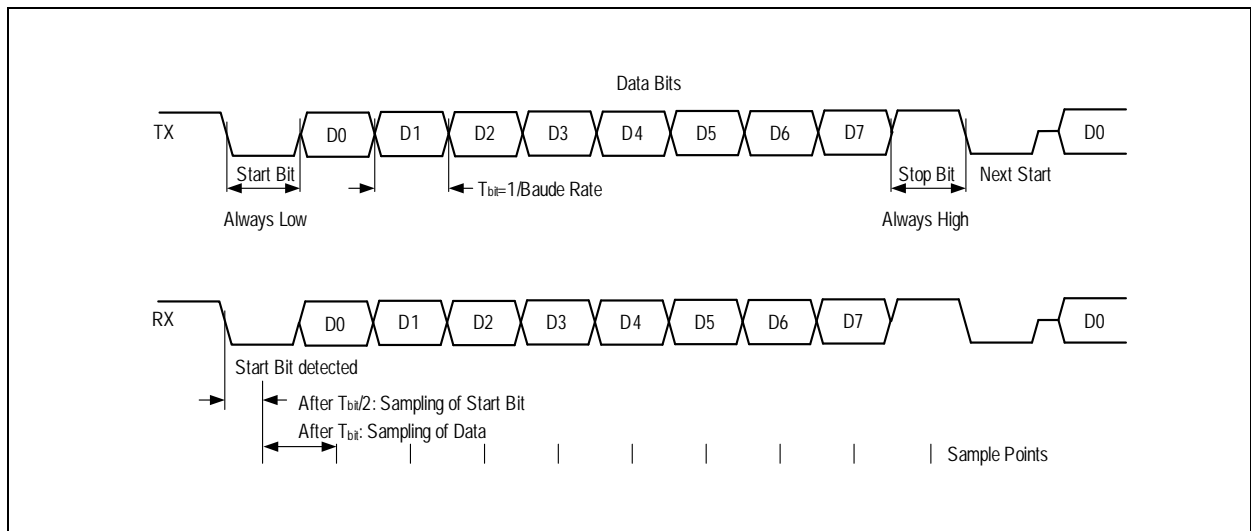 Data Bits
TX D0 D1 D2 D3 D4 D5 D6 D7 D0
Start Bit Stop Bit Next Start
Tbit=1/Baude Rate
Always Low Always High
RX D0 D1 D2 D3 D4 D5 D6 D7 D0
Start Bit detected
After Tbit/2: Sampling of Start Bit
After Tbit: Sampling of Data
Sample Points